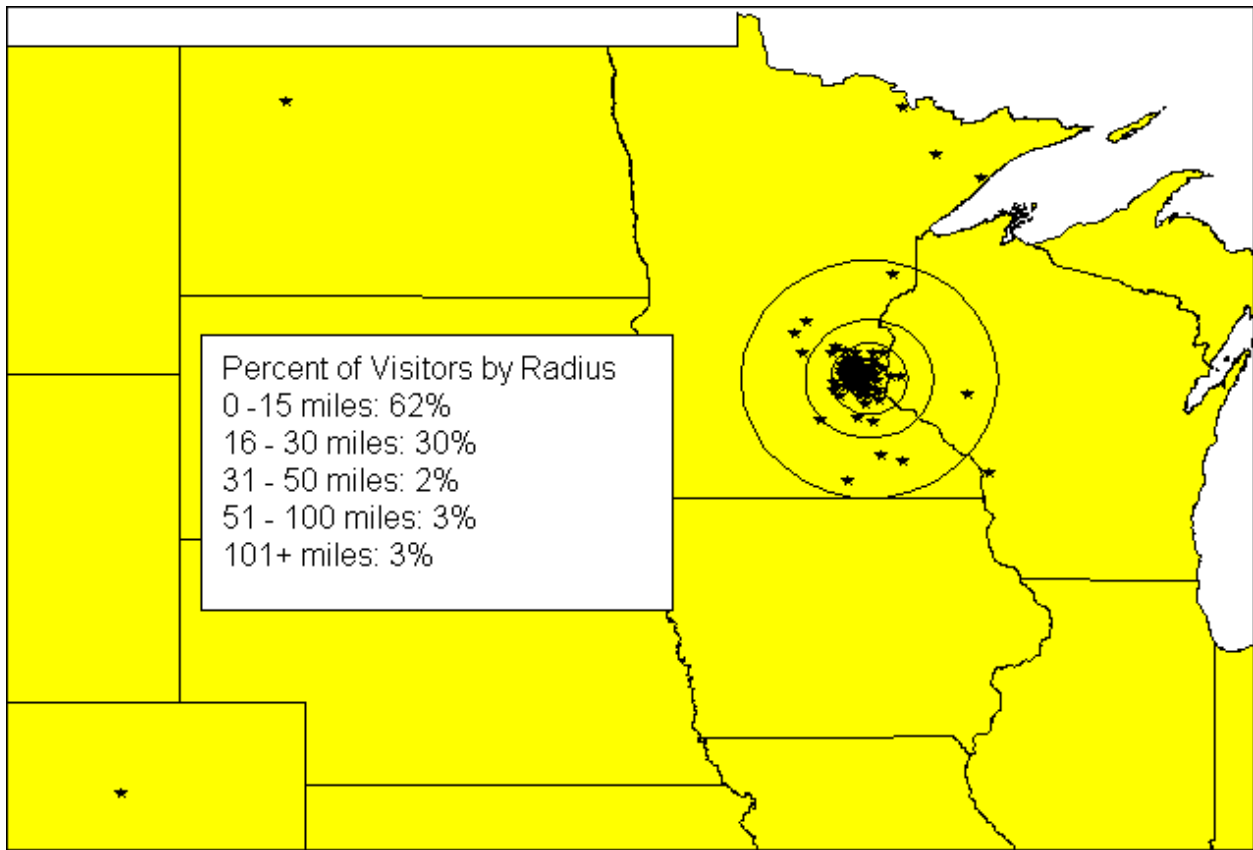 Percent of Visitors by Radius
0 -15 miles: 62%
16 - 30 miles: 30%
31 - 50 miles: 2%
51 - 100 miles: 3%
101+ miles: 3%